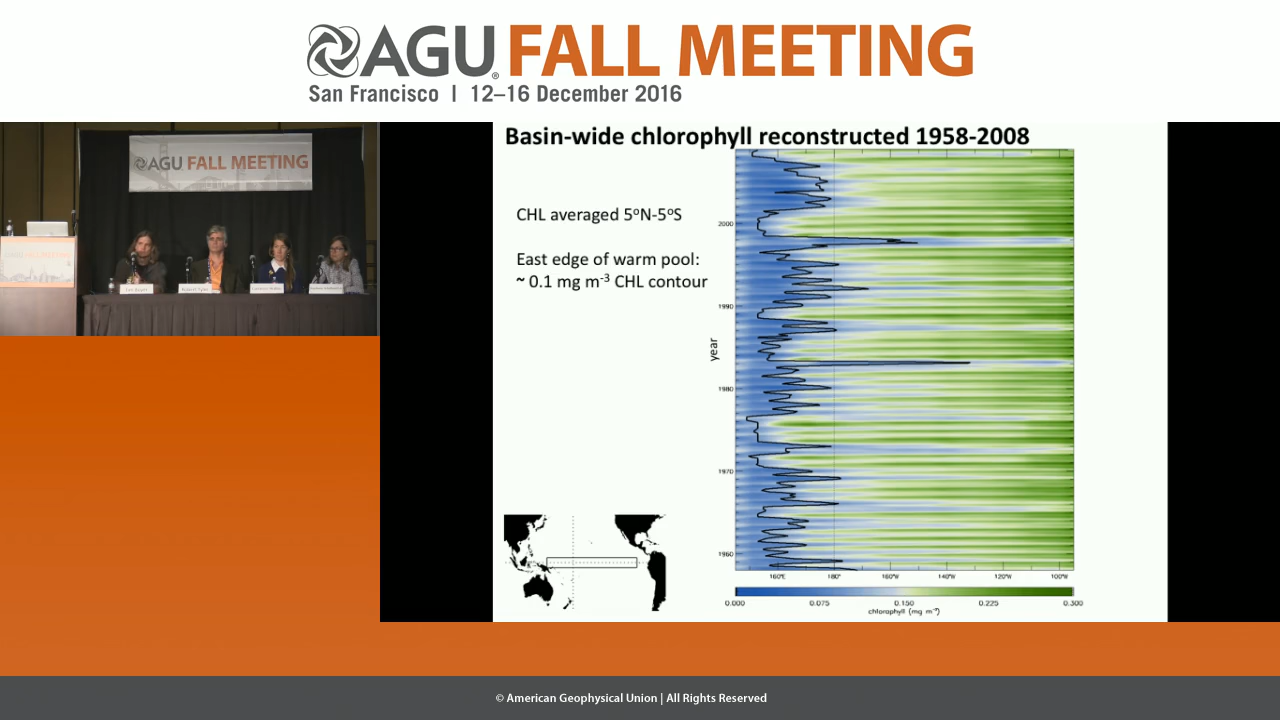 AGU® FALL MEETING
San Francisco | 12–16 December 2016
AGU FALL MEETING
Basin-wide chlorophyll reconstructed 1958-2008
CHL averaged 5°N-5°S
East edge of warm pool:
~ 0.1 mg m-3 CHL contour
year
2000
1990
1980
1970
1960
160°E 180° 160°W 140°W 120°W 100°W
0.000 0.075 0.150 0.225 0.300
chlorophyll (mg m-3)
© American Geophysical Union | All Rights Reserved